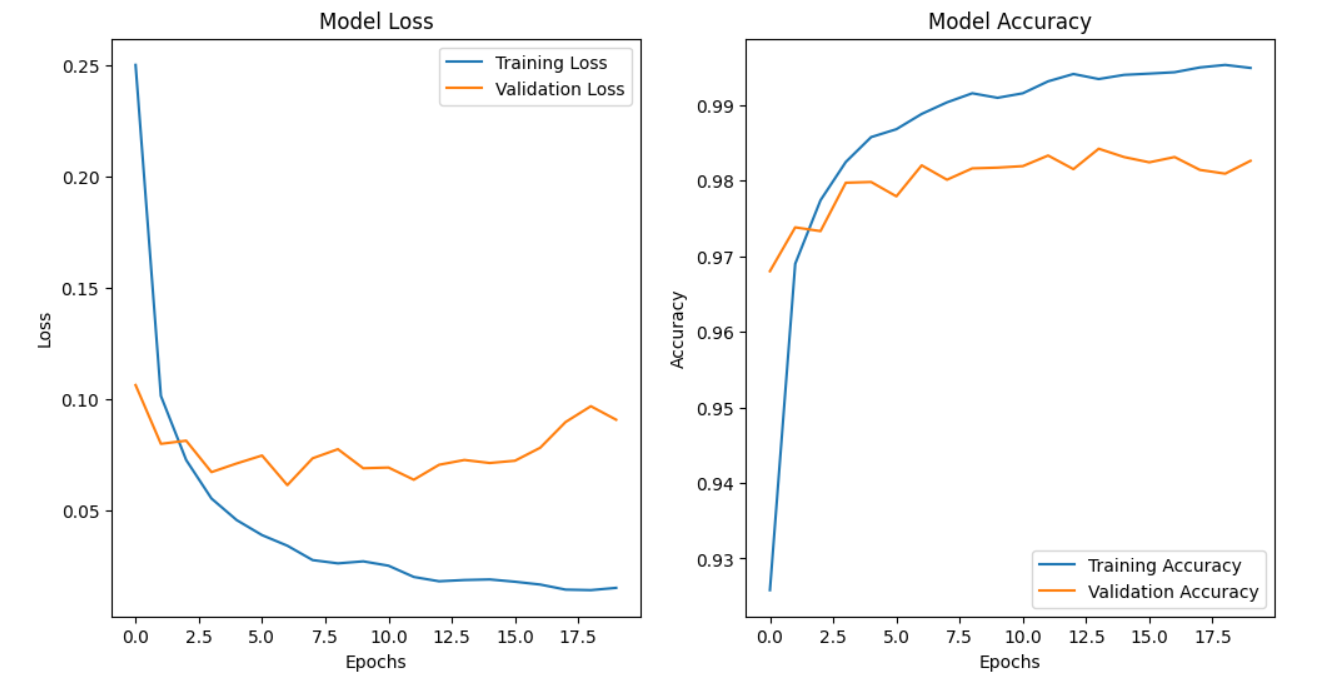 Model Loss
Training Loss
Validation Loss
Loss
0.25
0.20
0.15
0.10
0.05
0.0 2.5 5.0 7.5 10.0 12.5 15.0 17.5
Epochs
Model Accuracy
Accuracy
0.99
0.98
0.97
0.96
0.95
0.94
0.93
Training Accuracy
Validation Accuracy
0.0 2.5 5.0 7.5 10.0 12.5 15.0 17.5
Epochs